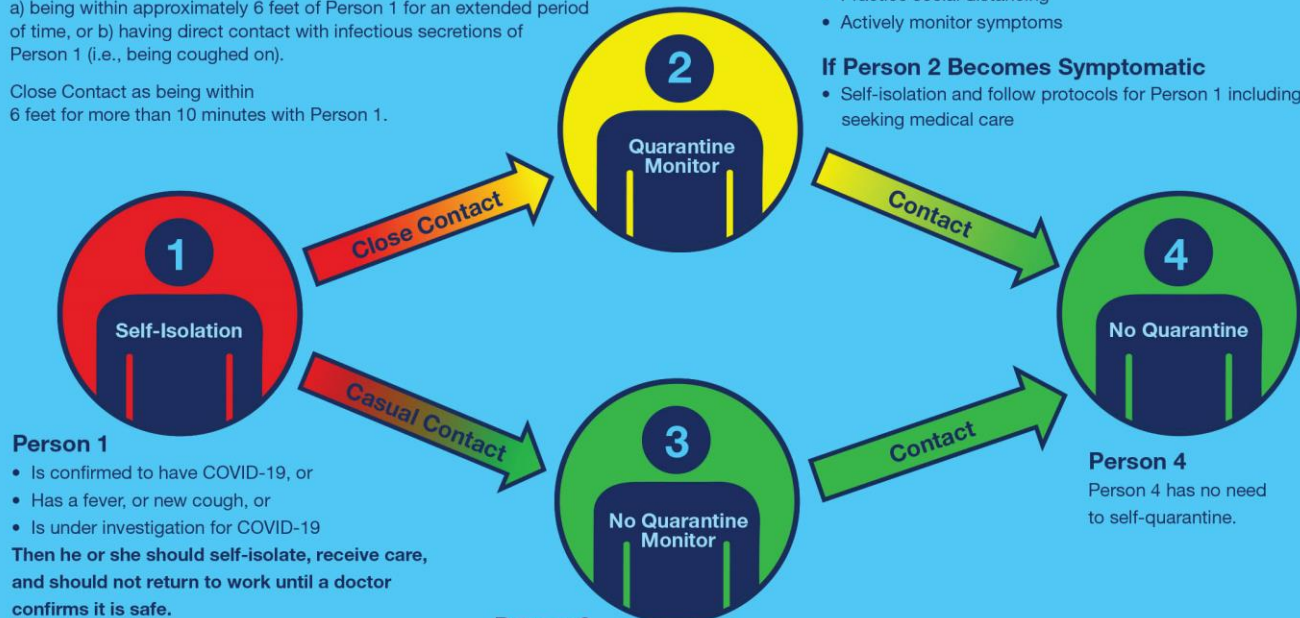 a) being within approximately 6 feet of Person 1 for an extended period
of time, or b) having direct contact with infectious secretions of
Person 1 (i.e., being coughed on).
Close Contact as being within
6 feet for more than 10 minutes with Person 1.
• Actively monitor symptoms
If Person 2 Becomes Symptomatic
• Self-isolation and follow protocols for Person 1 including
seeking medical care
2
Quarantine
Monitor
Close Contact
Contact
1
Self-Isolation
4
No Quarantine
Casual Contact
3
No Quarantine
Monitor
Contact
Person 1
• Is confirmed to have COVID-19, or
• Has a fever, or new cough, or
• Is under investigation for COVID-19
Then he or she should self-isolate, receive care,
and should not return to work until a doctor
confirms it is safe.
Person 4
Person 4 has no need
to self-quarantine.